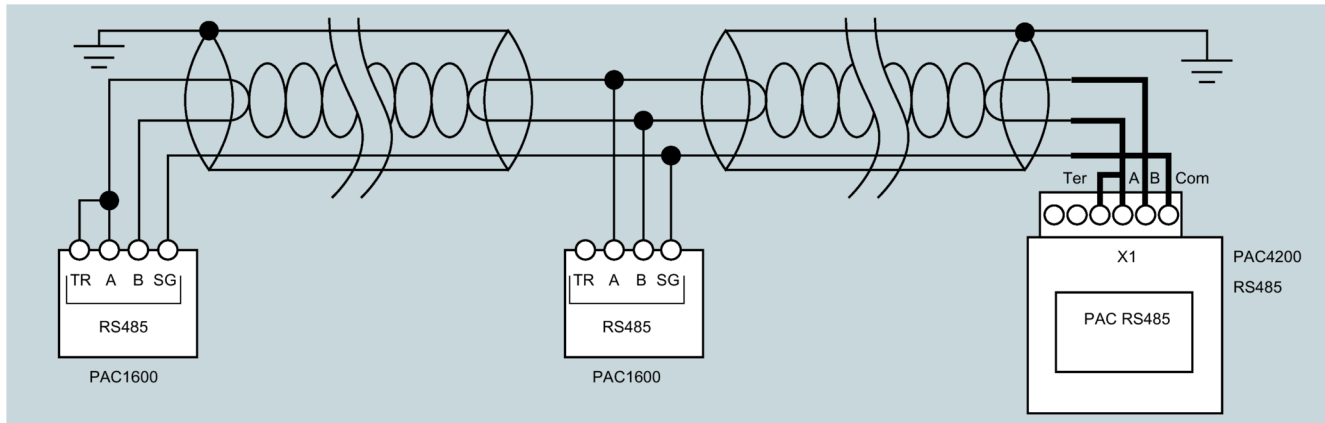 Ter A B Com
TR A B SG
RS485
PAC1600
TR A B SG
RS485
PAC1600
X1
PAC RS485
PAC4200
RS485